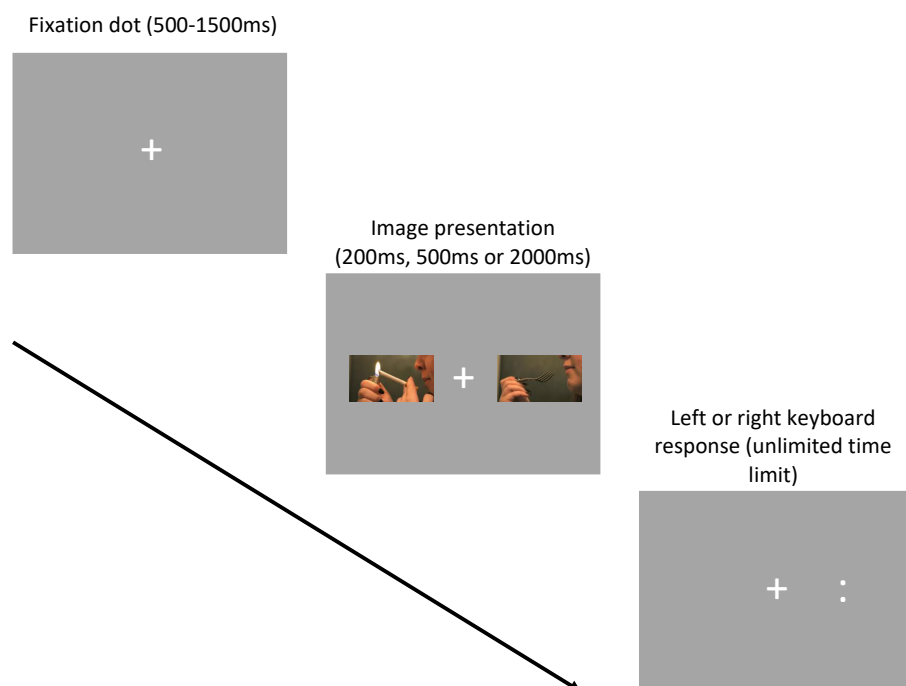 Fixation dot (500-1500ms)
Image presentation
(200ms, 500ms or 2000ms)
Left or right keyboard
response (unlimited time
limit)